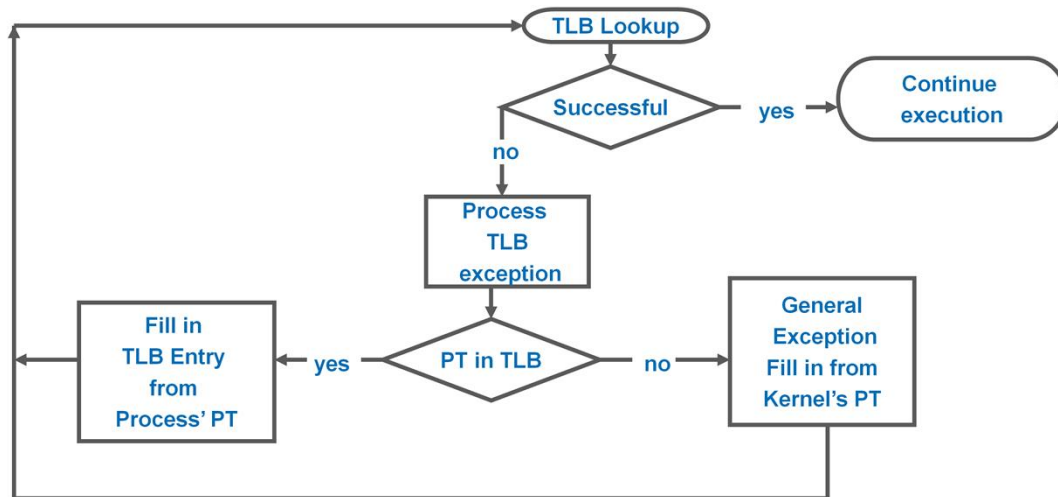 TLB Lookup
Successful
yes
Continue
execution
no
Process
TLB
exception
Fill in
TLB Entry
from
Process' PT
yes
PT in TLB
no
General
Exception
Fill in from
Kernel's PT